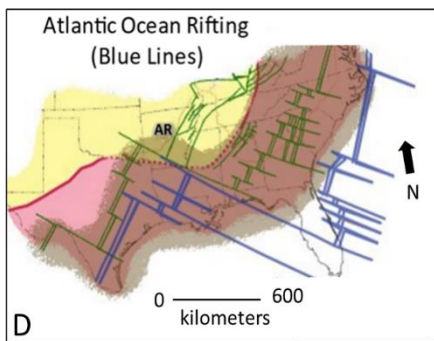 Atlantic Ocean Rifting
(Blue Lines)
AR
N
0 600
kilometers
D